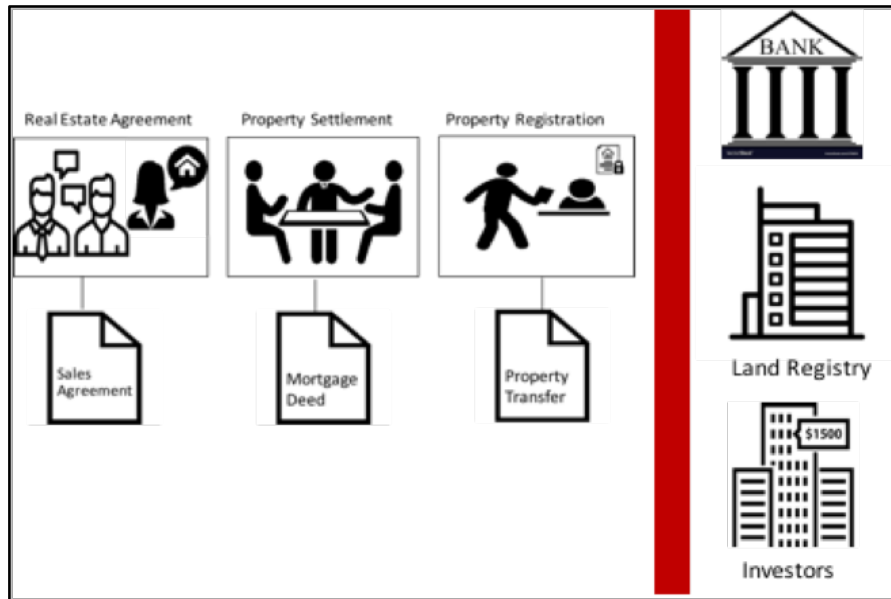 Real Estate Agreement
Property Settlement
Property Registration
Sales
Agreement
Mortgage
Deed
Property
Transfer
BANK
Land Registry
$1500
Investors